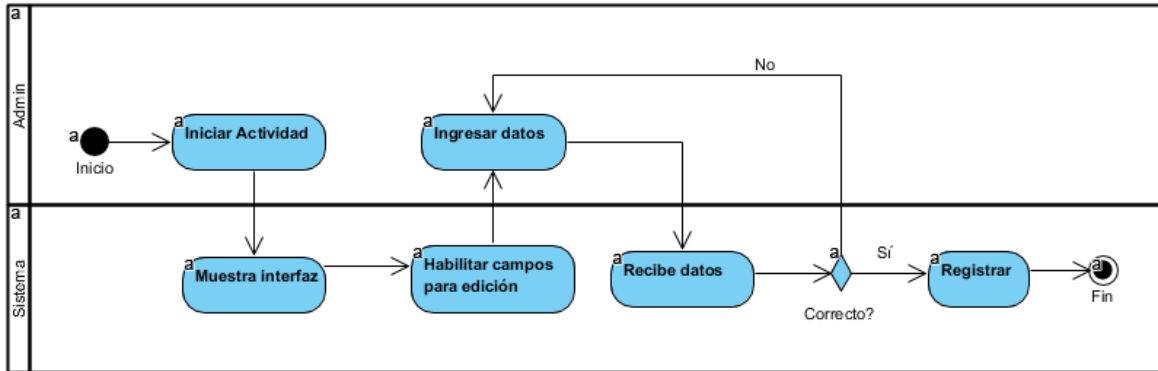 a
Admin
a
Inicio
a
Iniciar Actividad
a
Ingresar datos
No
a
Sistema
a
Muestra interfaz
a
Habilitar campos
para edición
a
Recibe datos
a
Correcto?
Sí
a
Registrar
a
Fin